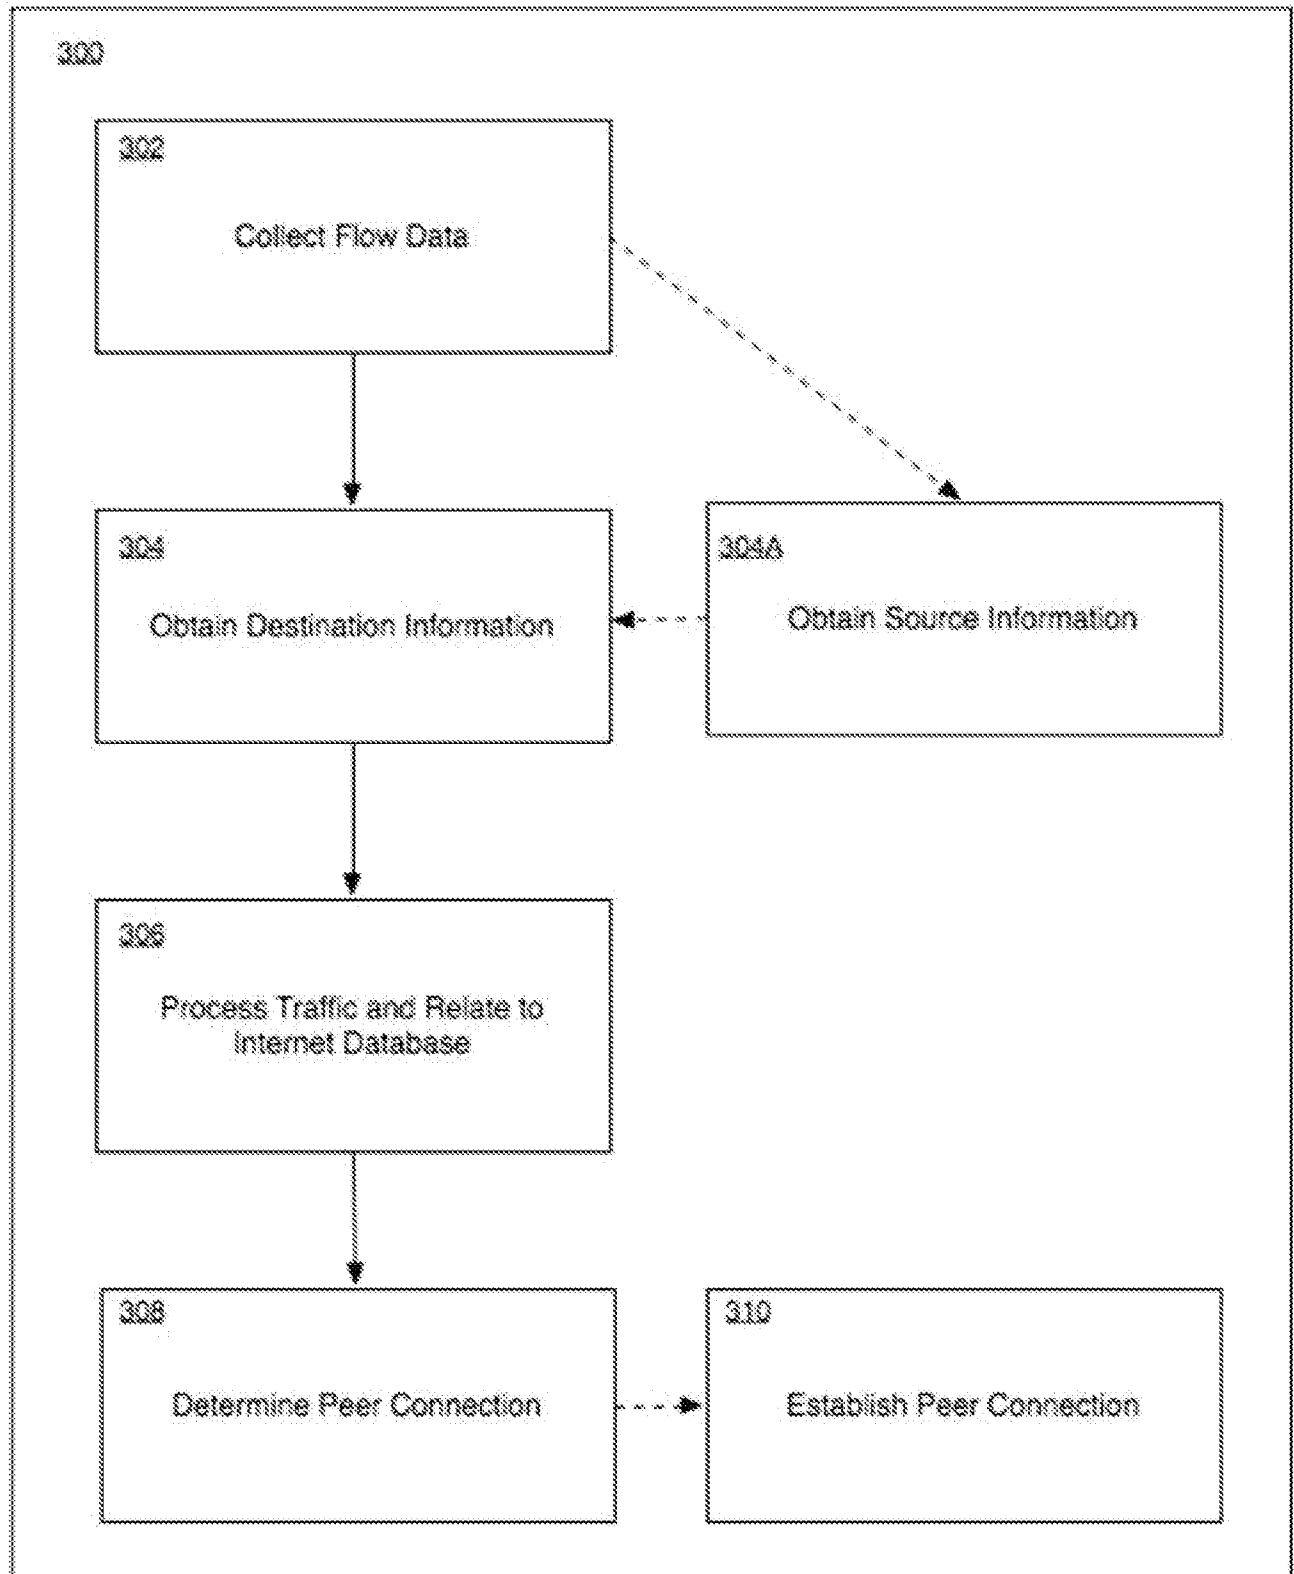 300
302
Collect Flow Data
304
Obtain Destination Information
304A
Obtain Source Information
306
Process Traffic and Relate to
Internet Database
308
Determine Peer Connection
310
Establish Peer Connection